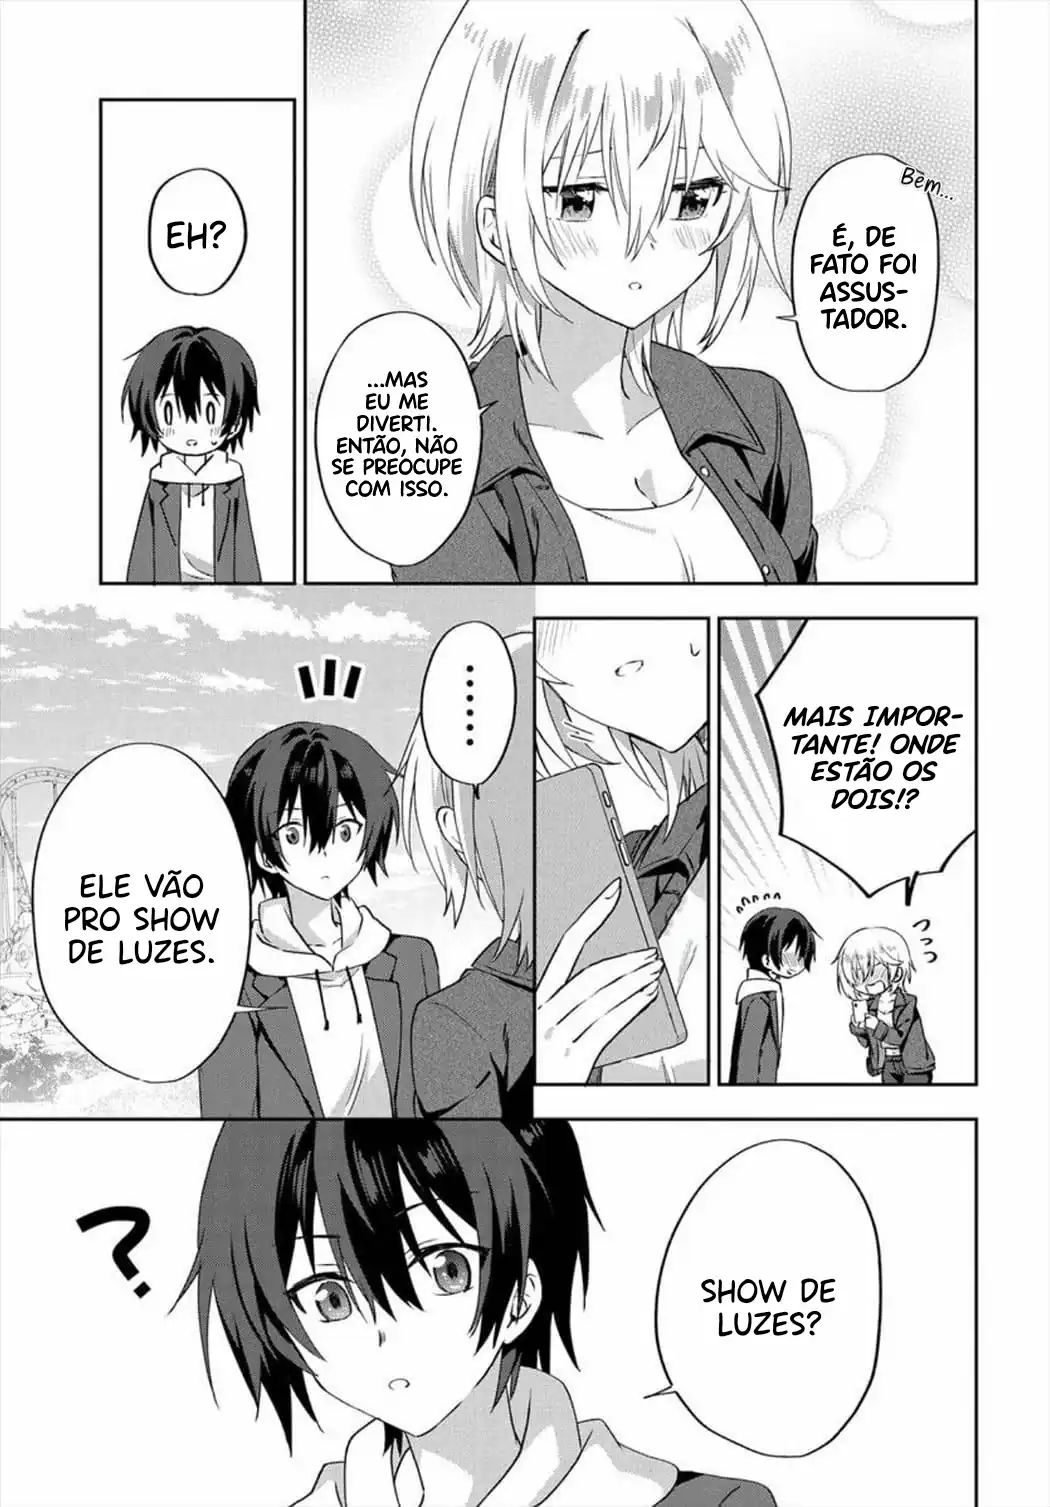 Bem...
É, DE
FATO FOI
ASSUS-
TADOR.
...MAS
EU ME
DIVERTI.
ENTÃO, NÃO
SE PREOCUPE
COM ISSO.
EH?
MAIS IMPOR-
TANTE! ONDE
ESTÃO OS
DOIS!?
.......
ELE VÃO
PRO SHOW
DE LUZES.
SHOW DE
LUZES?
?